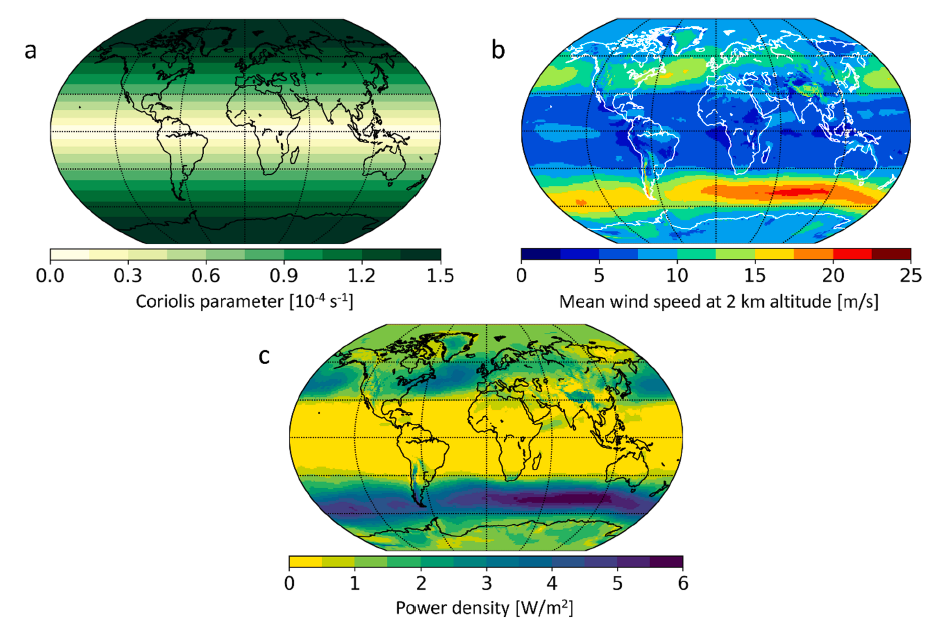 a
b
0.0 0.3 0.6 0.9 1.2 1.5
Coriolis parameter [10⁻⁴ s⁻¹]
0 5 10 15 20 25
Mean wind speed at 2 km altitude [m/s]
c
0 1 2 3 4 5 6
Power density [W/m²]